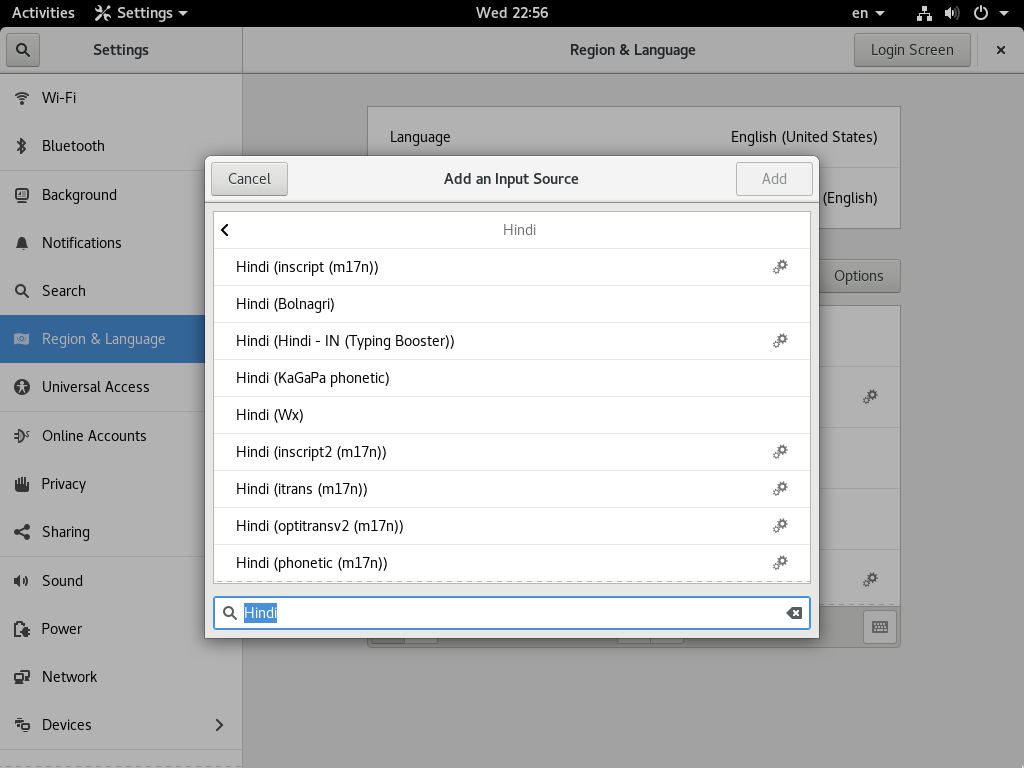 Activities Settings Wed 22:56 en
Settings Region & Language Login Screen
Wi-Fi
Bluetooth
Background
Notifications
Search
Region & Language
Universal Access
Online Accounts
Privacy
Sharing
Sound
Power
Network
Devices
Language English (United States)
(English)
Options
Cancel Add an Input Source Add
Hindi
Hindi (inscript (m17n))
Hindi (Bolnagri)
Hindi (Hindi - IN (Typing Booster))
Hindi (KaGaPa phonetic)
Hindi (Wx)
Hindi (inscript2 (m17n))
Hindi (itrans (m17n))
Hindi (optitransv2 (m17n))
Hindi (phonetic (m17n))
Hindi